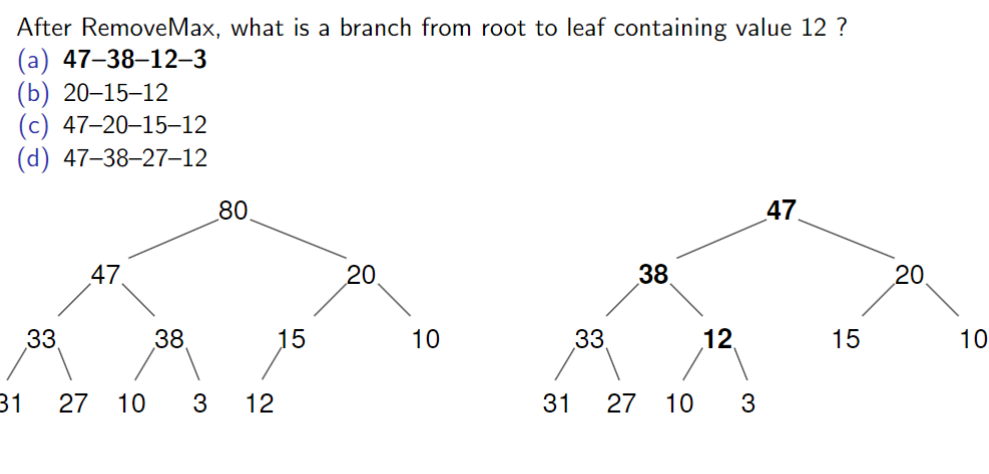 After RemoveMax, what is a branch from root to leaf containing value 12 ?
(a) 47–38–12–3
(b) 20–15–12
(c) 47–20–15–12
(d) 47–38–27–12
80 47
47 20 38 20
33 38 15 10 33 12 15 10
31 27 10 3 12 31 27 10 3